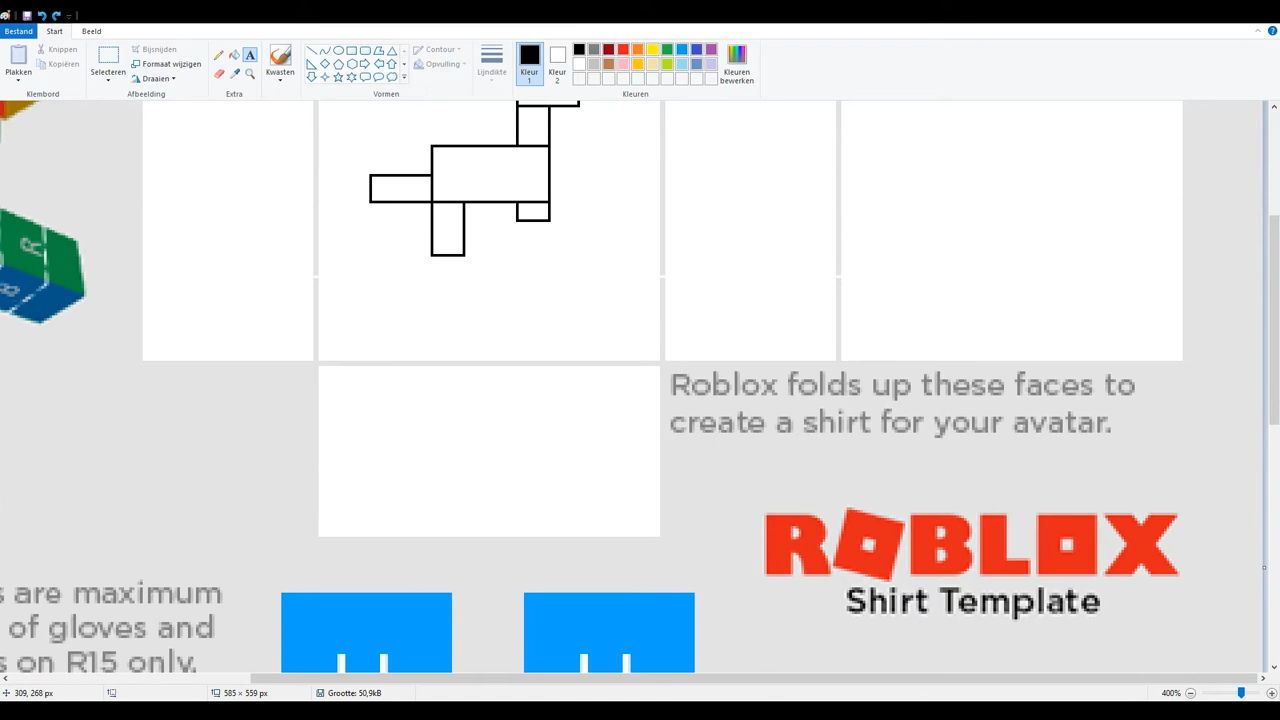 Bestand Start Beeld
Plakken
Knippen
Kopiëren
Klembord
Selecteren
Bijsnijden
Formaat wijzigen
Draaien
Afbeelding
A
Extra
Kwasten
Vormen
Contour
Opvulling
Lijndikte
Kleur
1
Kleur
2
Kleuren
bewerken
Kleuren
R
B
Roblox folds up these faces to
create a shirt for your avatar.
ROBLOX
Shirt Template
s are maximum
of gloves and
s on R15 only.
309, 268 px
585 × 559 px
Grootte: 50,9kB
400%